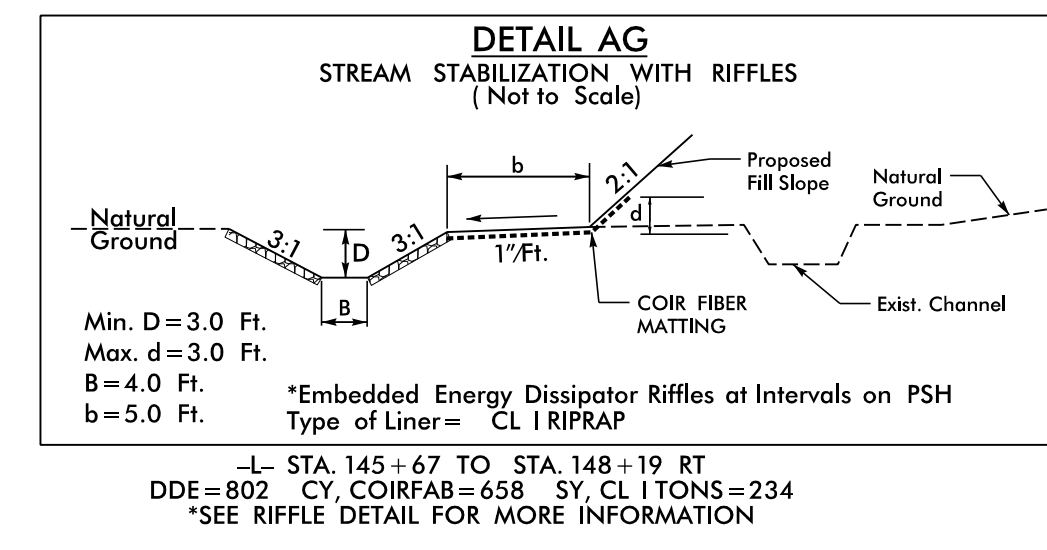 DETAIL AG
STREAM STABILIZATION WITH RIFFLES
( Not to Scale)
b
2:1
Proposed
Fill Slope
Natural
Ground
d
Natural
Ground
3:1
D
3:1
1"/Ft.
B
COIR FIBER
MATTING
Exist. Channel
Min. D=3.0 Ft.
Max. d=3.0 Ft.
B=4.0 Ft.
b=5.0 Ft.
*Embedded Energy Dissipator Riffles at Intervals on PSH
Type of Liner= CL I RIPRAP
-L- STA. 145+67 TO STA. 148+19 RT
DDE=802 CY, COIRFAB=658 SY, CL I TONS=234
*SEE RIFFLE DETAIL FOR MORE INFORMATION